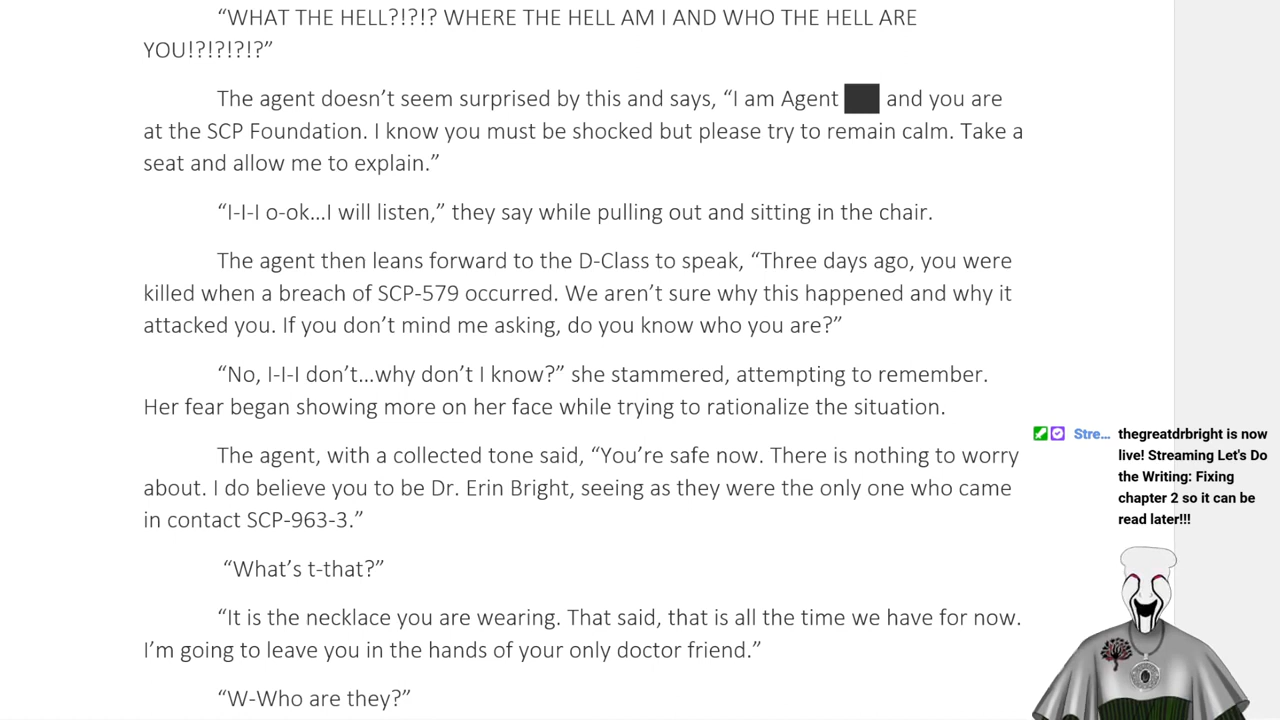 “WHAT THE HELL?!?!? WHERE THE HELL AM I AND WHO THE HELL ARE
YOU!?!?!?!?”
The agent doesn’t seem surprised by this and says, “I am Agent and you are
at the SCP Foundation. I know you must be shocked but please try to remain calm. Take a
seat and allow me to explain.”
“I-I-I o-ok...I will listen,” they say while pulling out and sitting in the chair.
The agent then leans forward to the D-Class to speak, “Three days ago, you were
killed when a breach of SCP-579 occurred. We aren’t sure why this happened and why it
attacked you. If you don’t mind me asking, do you know who you are?”
“No, I-I-I don’t...why don’t I know?” she stammered, attempting to remember.
Her fear began showing more on her face while trying to rationalize the situation.
The agent, with a collected tone said, “You’re safe now. There is nothing to worry
about. I do believe you to be Dr. Erin Bright, seeing as they were the only one who came
in contact SCP-963-3.”
“What’s t-that?”
“It is the necklace you are wearing. That said, that is all the time we have for now.
I’m going to leave you in the hands of your only doctor friend.”
“W-Who are they?”
Stre... thegreatdrbright is now
live! Streaming Let's Do
the Writing: Fixing
chapter 2 so it can be
read later!!!